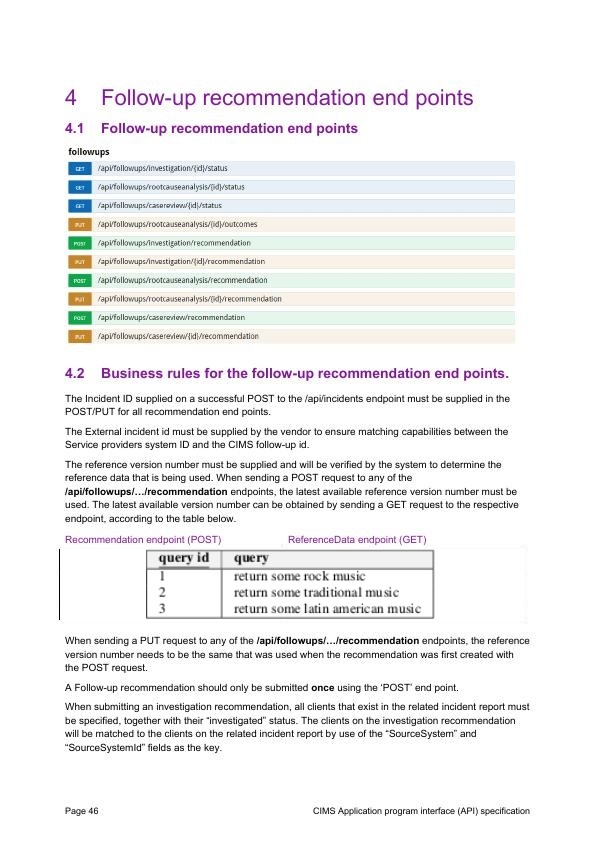 4 Follow-up recommendation end points
4.1 Follow-up recommendation end points
followups
GET /api/followups/investigation/{id}/status
GET /api/followups/rootcauseanalysis/{id}/status
GET /api/followups/casereview/{id}/status
PUT /api/followups/rootcauseanalysis/{id}/outcomes
POST /api/followups/investigation/recommendation
PUT /api/followups/investigation/{id}/recommendation
POST /api/followups/rootcauseanalysis/recommendation
PUT /api/followups/rootcauseanalysis/{id}/recommendation
POST /api/followups/casereview/recommendation
PUT /api/followups/casereview/{id}/recommendation
4.2 Business rules for the follow-up recommendation end points.
The Incident ID supplied on a successful POST to the /api/incidents endpoint must be supplied in the
POST/PUT for all recommendation end points.
The External incident id must be supplied by the vendor to ensure matching capabilities between the
Service providers system ID and the CIMS follow-up id.
The reference version number must be supplied and will be verified by the system to determine the
reference data that is being used. When sending a POST request to any of the
/api/followups/…/recommendation endpoints, the latest available reference version number must be
used. The latest available version number can be obtained by sending a GET request to the respective
endpoint, according to the table below.
Recommendation endpoint (POST) ReferenceData endpoint (GET)
query id query
1 return some rock music
2 return some traditional music
3 return some latin american music
When sending a PUT request to any of the /api/followups/…/recommendation endpoints, the reference
version number needs to be the same that was used when the recommendation was first created with
the POST request.
A Follow-up recommendation should only be submitted once using the ‘POST’ end point.
When submitting an investigation recommendation, all clients that exist in the related incident report must
be specified, together with their “investigated” status. The clients on the investigation recommendation
will be matched to the clients on the related incident report by use of the “SourceSystem” and
“SourceSystemId” fields as the key.
Page 46 CIMS Application program interface (API) specification